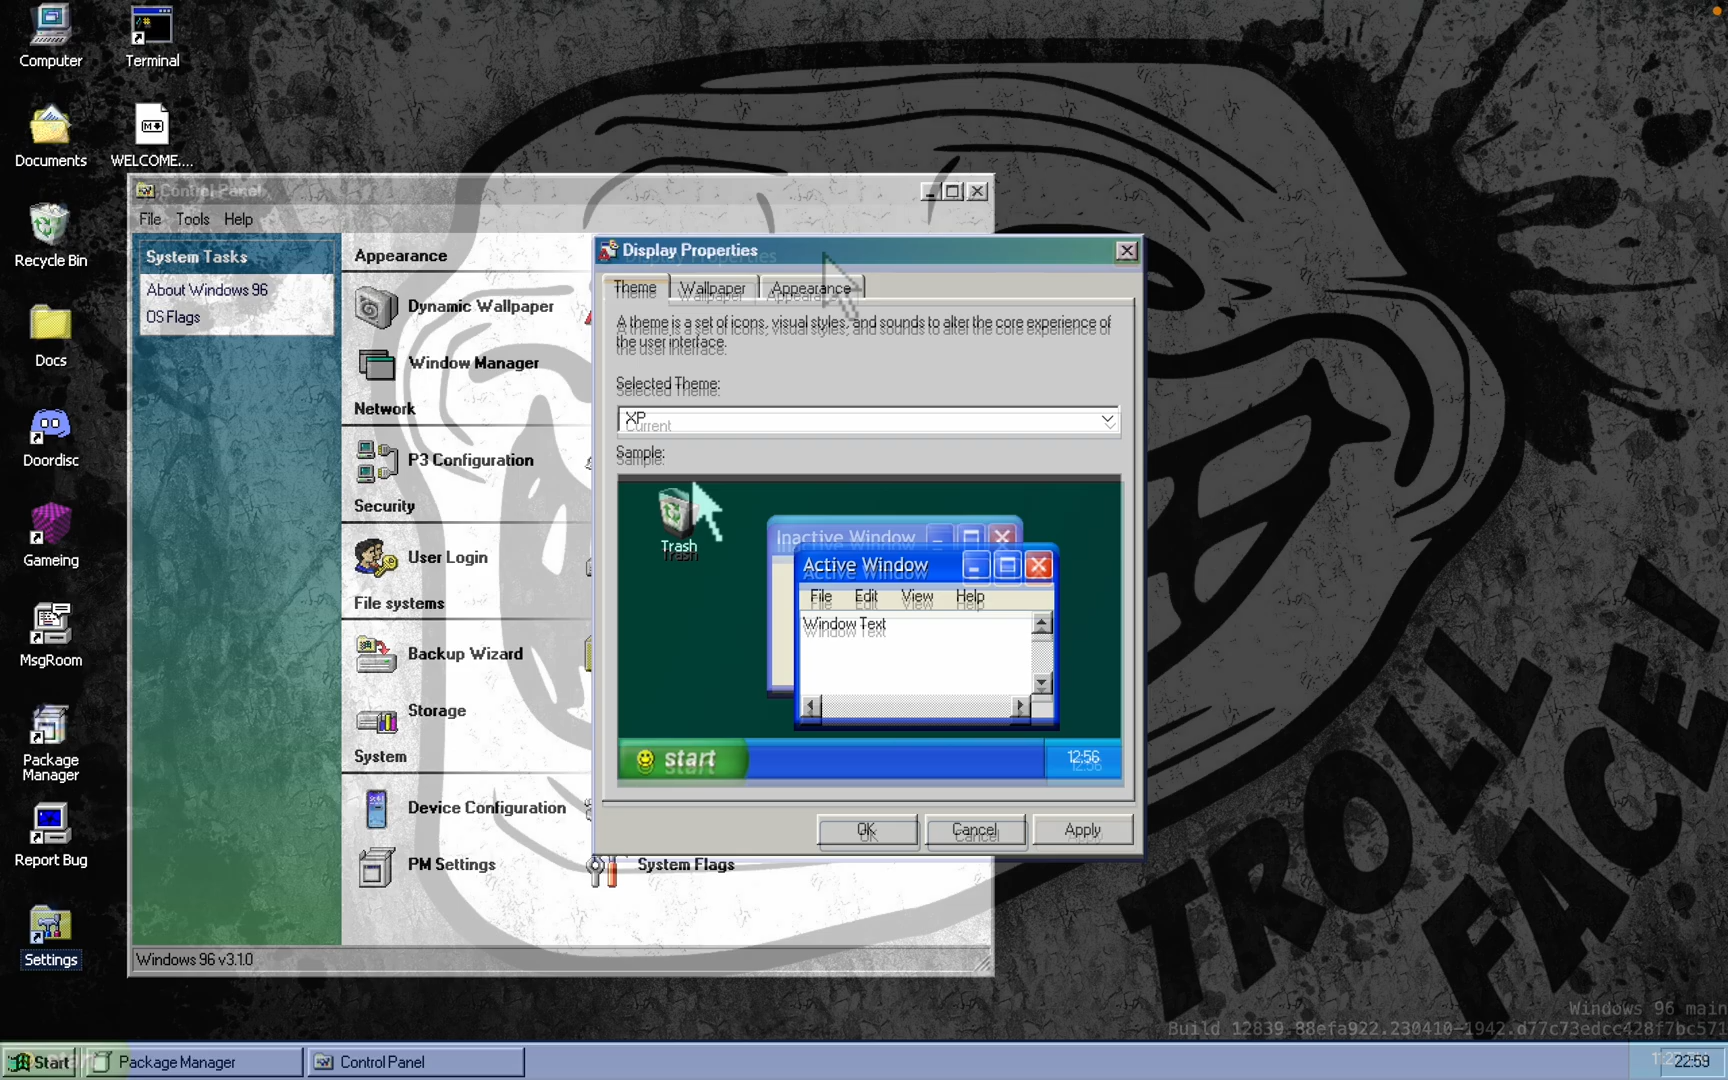 Computer
Terminal
Documents
WELCOME....
Recycle Bin
Docs
Doordisc
Gameing
MsgRoom
Package
Manager
Report Bug
Settings
Control Panel
File Tools Help
System Tasks
About Windows 96
OS Flags
Appearance
Dynamic Wallpaper
Window Manager
Network
P3 Configuration
Security
User Login
File systems
Backup Wizard
Storage
System
Device Configuration
PM Settings
System Flags
Windows 96 v3.1.0
Display Properties
Theme Wallpaper Appearance
A theme is a set of icons, visual styles, and sounds to alter the core experience of
the user interface.
Selected Theme:
XP
Current
Sample:
Trash
Inactive Window
Active Window
File Edit View Help
Window Text
start
12:56
OK Cancel Apply
TROLL
FACE!
Windows 96 main
Build 12839.88efa922.230410-1942.d77c73edcc428f7bc571
Start
Package Manager
Control Panel
22:59